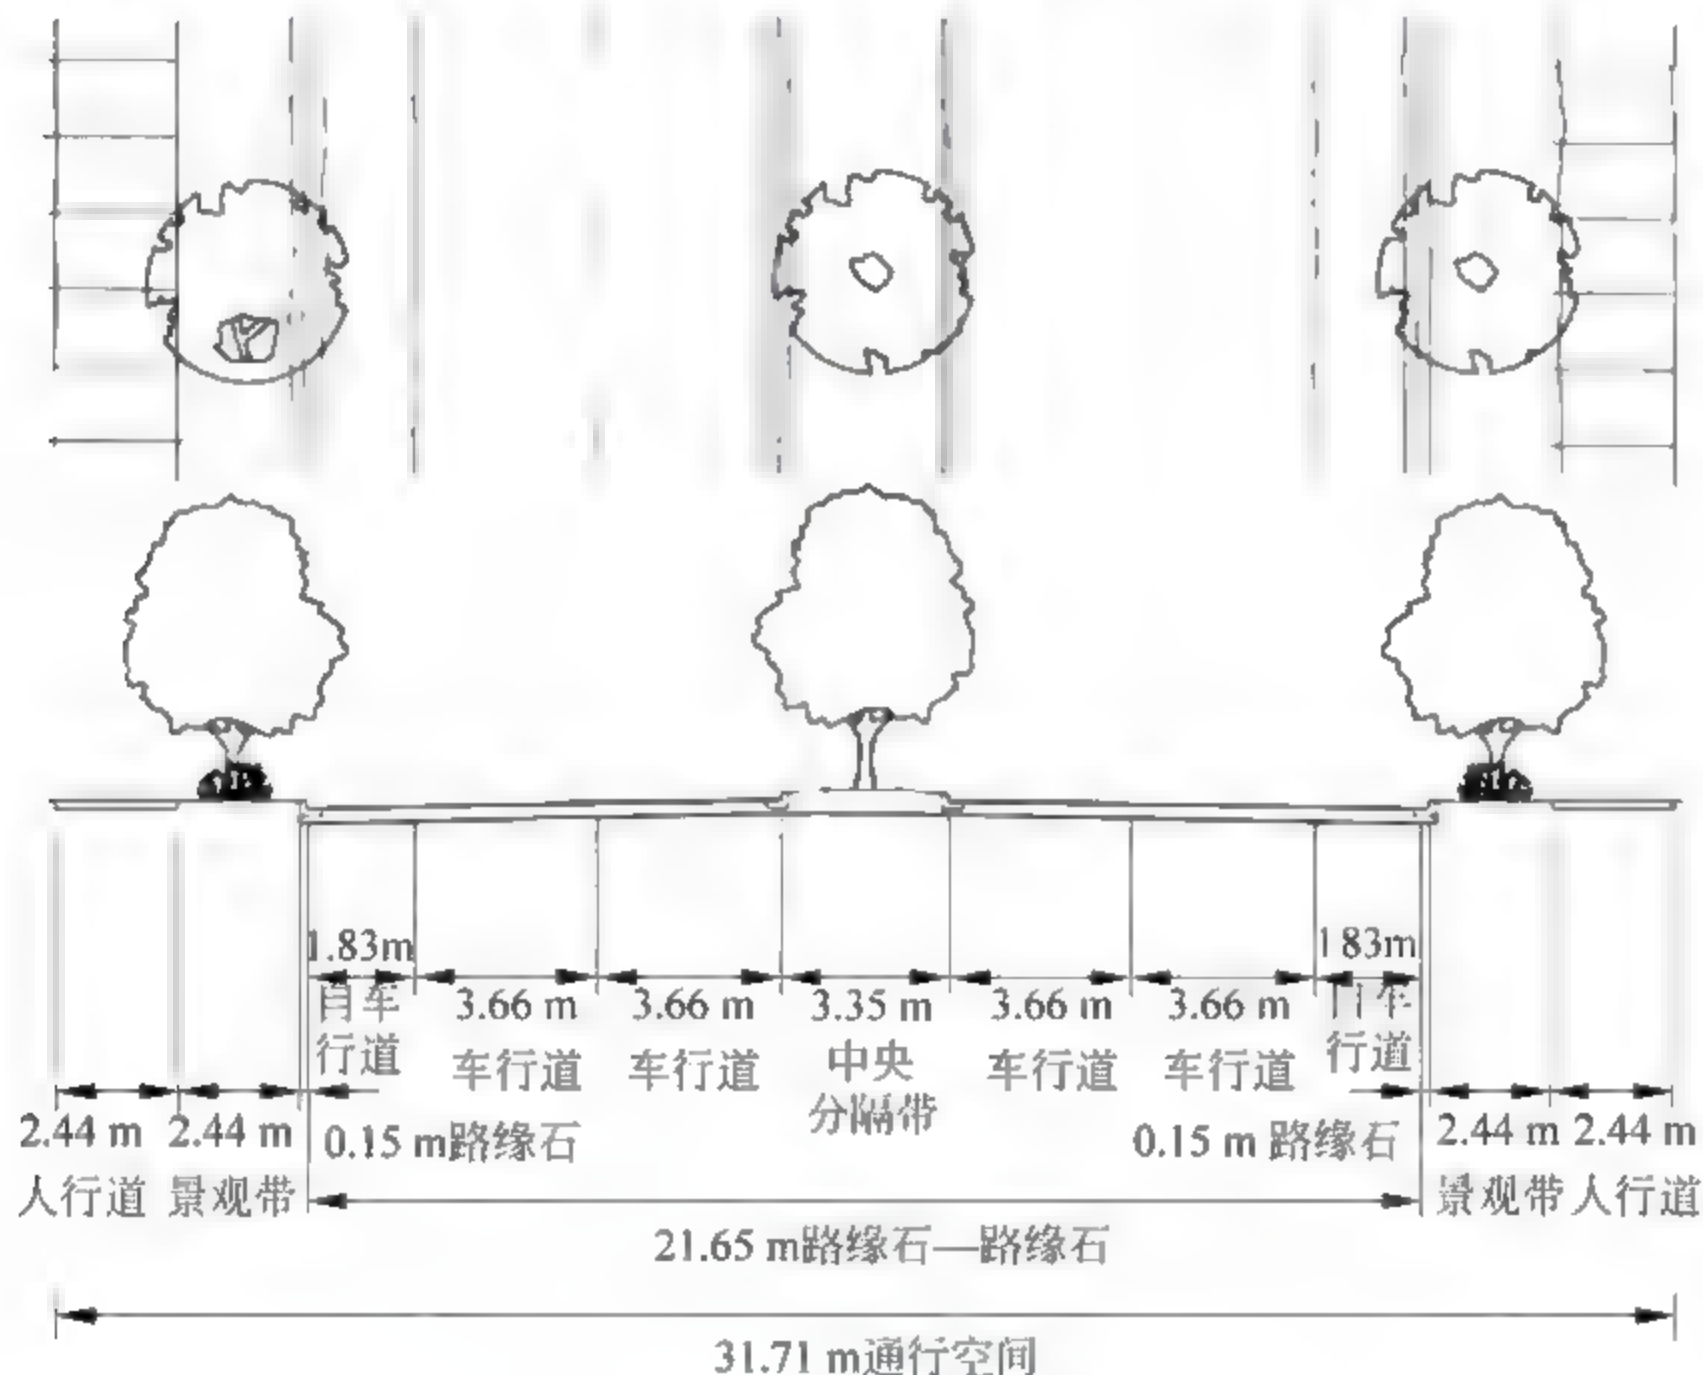 1.83m
183m
自车
3.66 m
3.66 m
3.35 m
3.66 m
3.66 m
自车
行道
车行道
车行道
中央
车行道
车行道
行道
分隔带
2.44 m
2.44 m
0.15 m路缘石
0.15 m 路缘石
2.44 m
2.44 m
人行道
景观带
景观带
人行道
21.65 m路缘石—路缘石
31.71 m通行空间